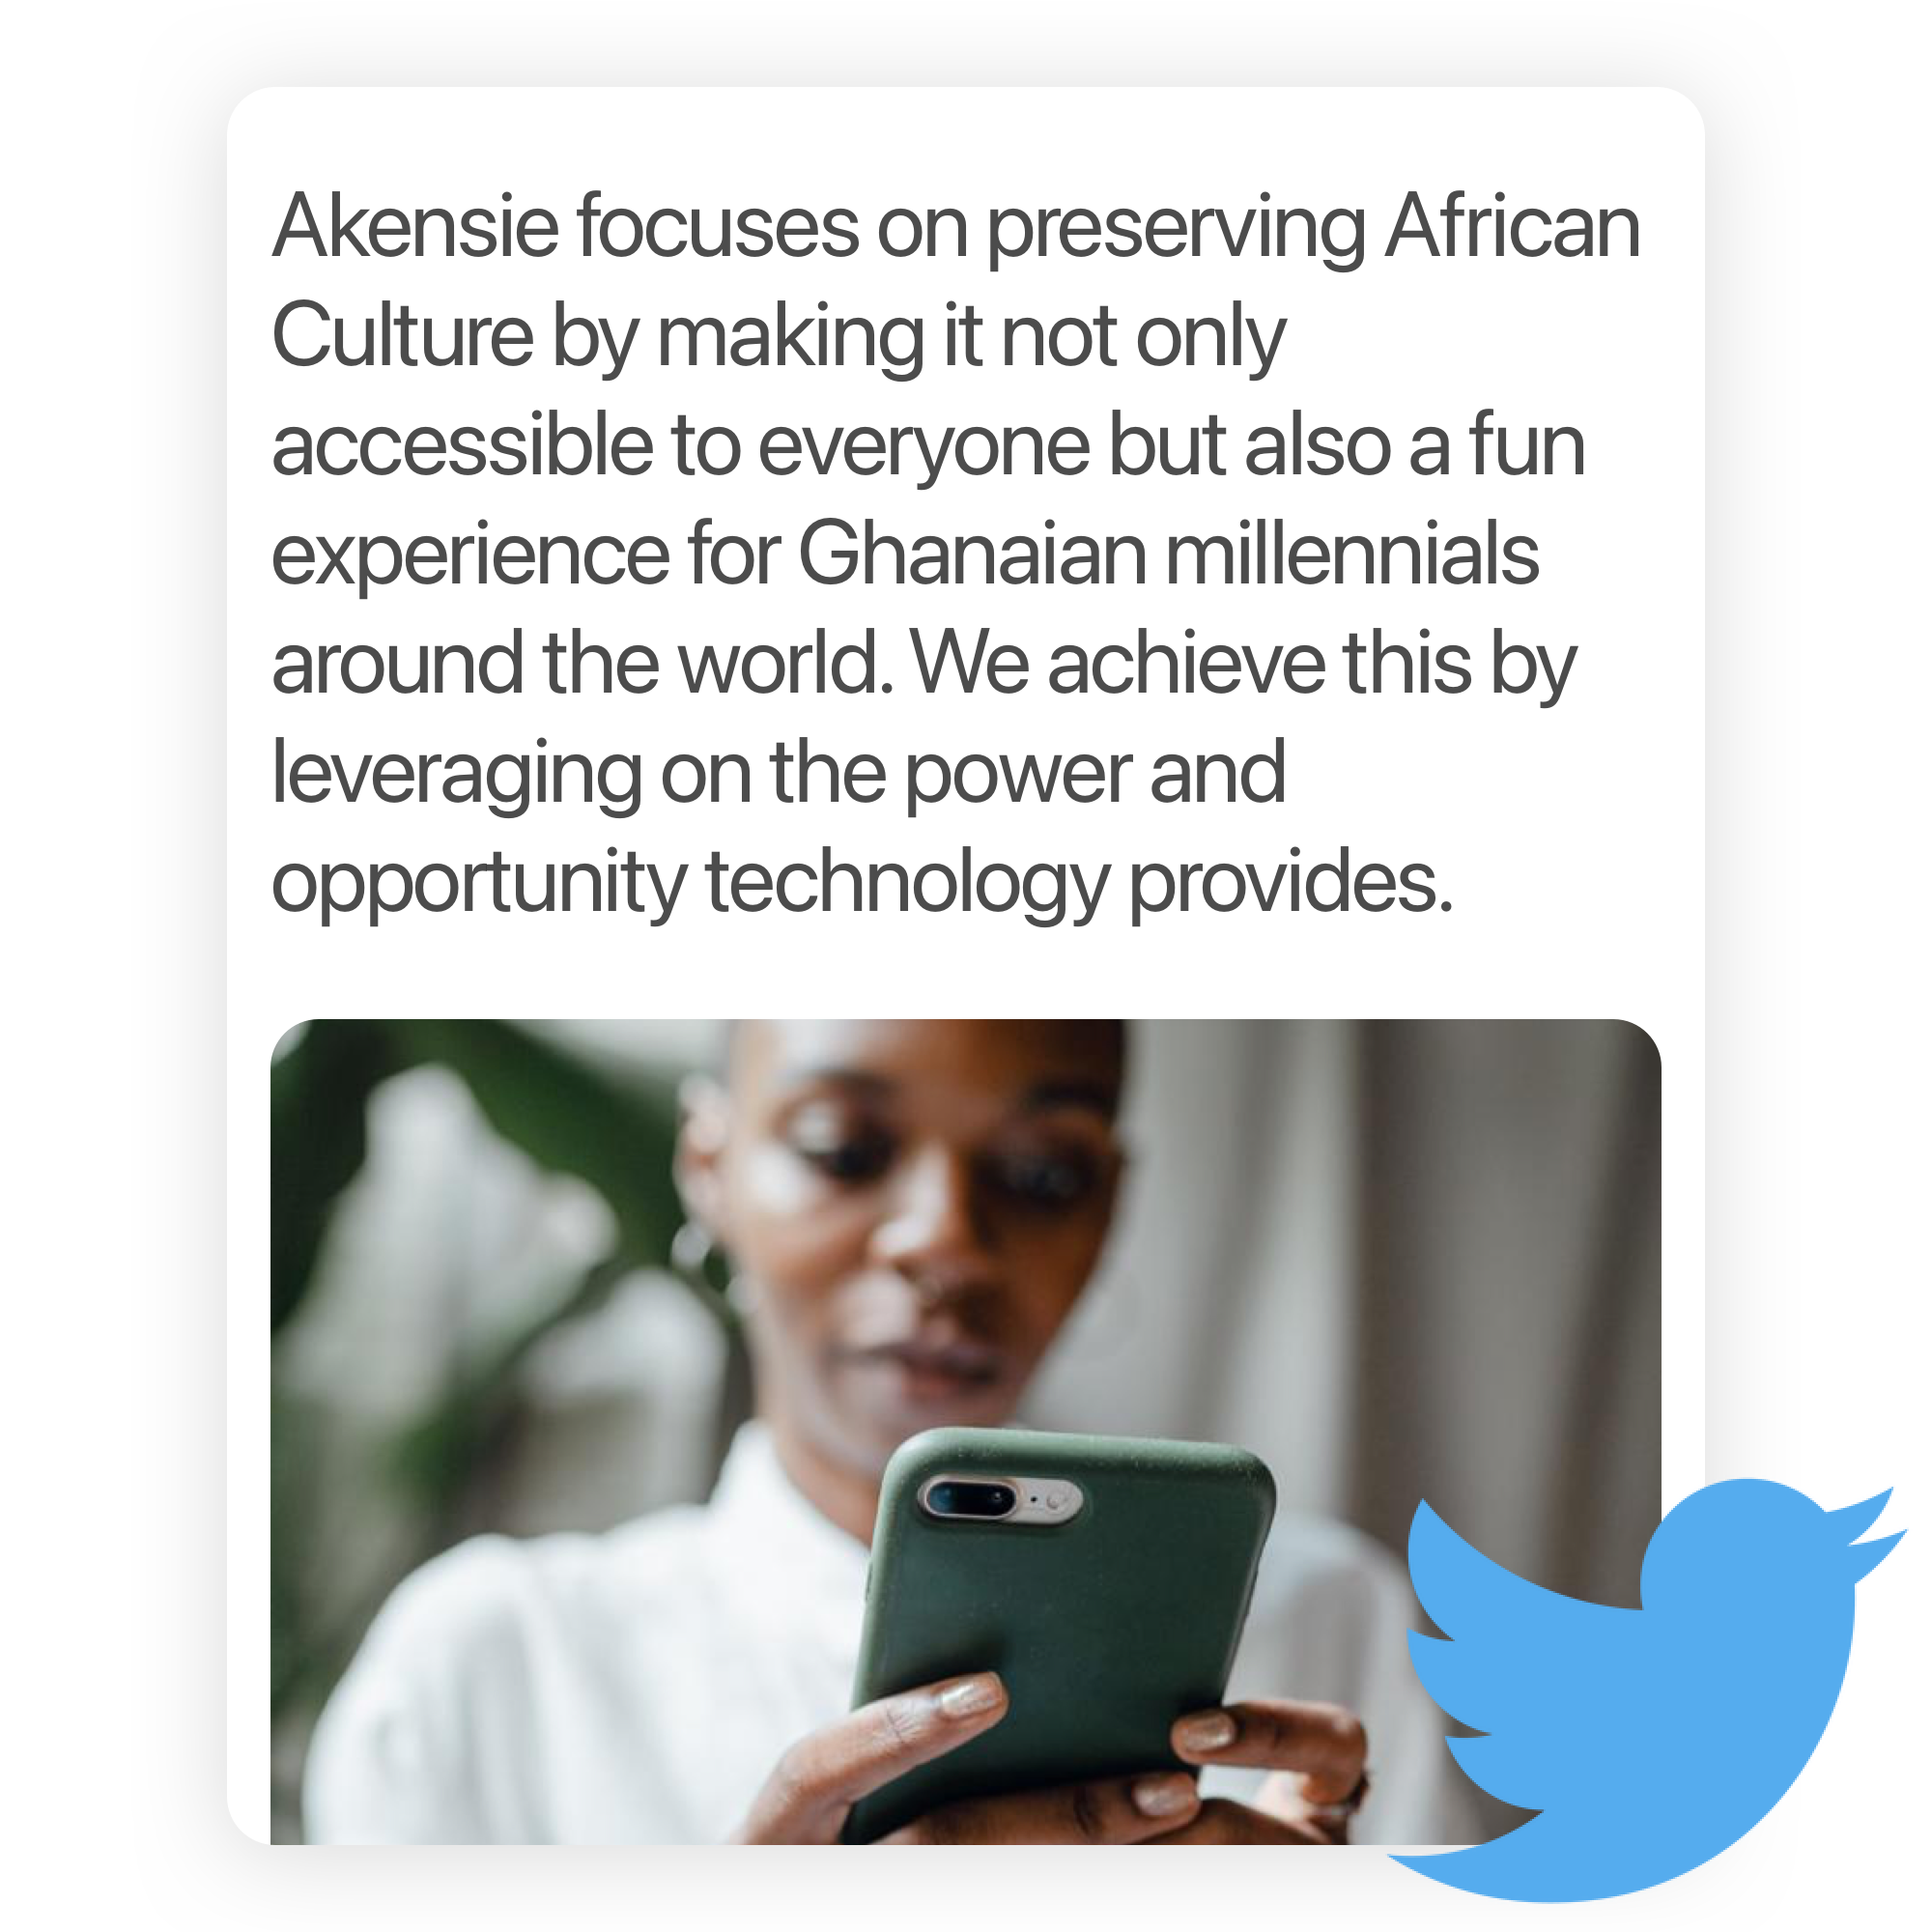 Akensie focuses on preserving African
Culture by making it not only
accessible to everyone but also a fun
experience for Ghanaian millennials
around the world. We achieve this by
leveraging on the power and
opportunity technology provides.